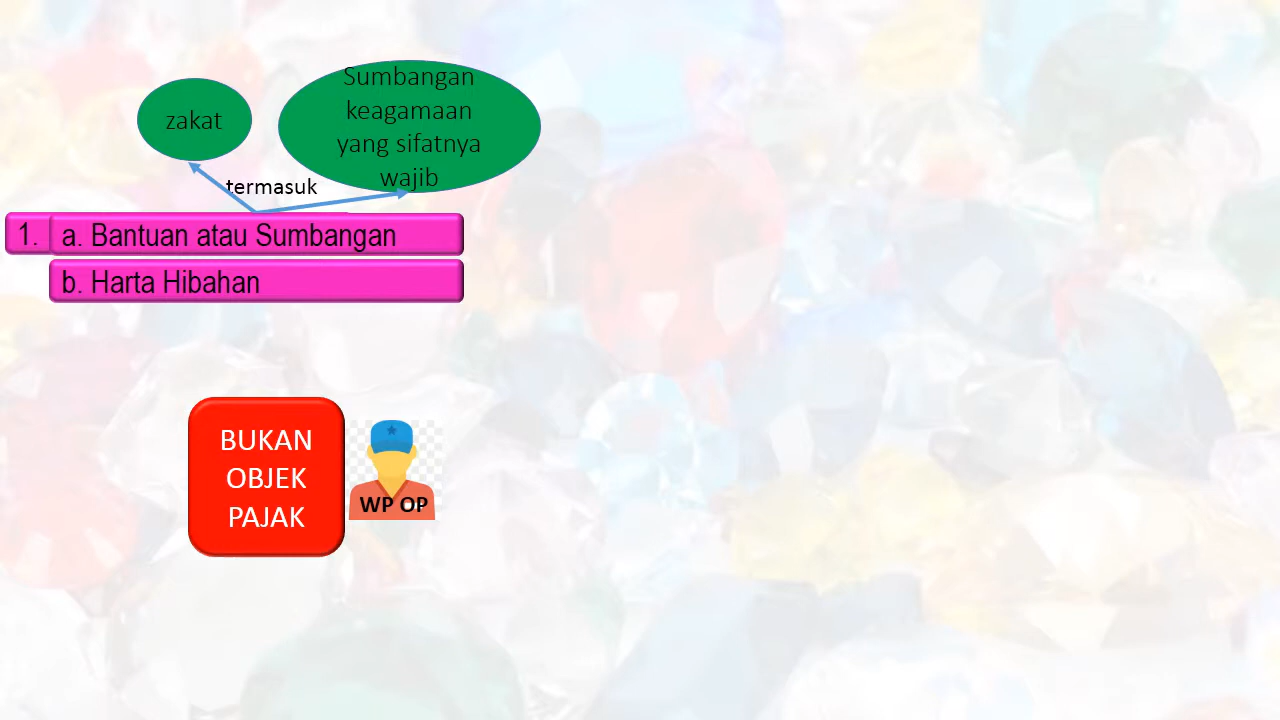 zakat
Sumbangan
keagamaan
yang sifatnya
wajib
termasuk
1. a. Bantuan atau Sumbangan
b. Harta Hibahan
BUKAN
OBJEK
PAJAK
WP OP